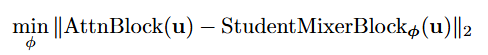 min ‖AttnBlock(u) − StudentMixerBlock_ϕ(u)‖₂
ϕ